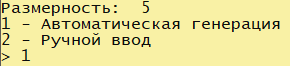 Размерность:  5
1 - Автоматическая генерация
2 - Ручной ввод
> 1